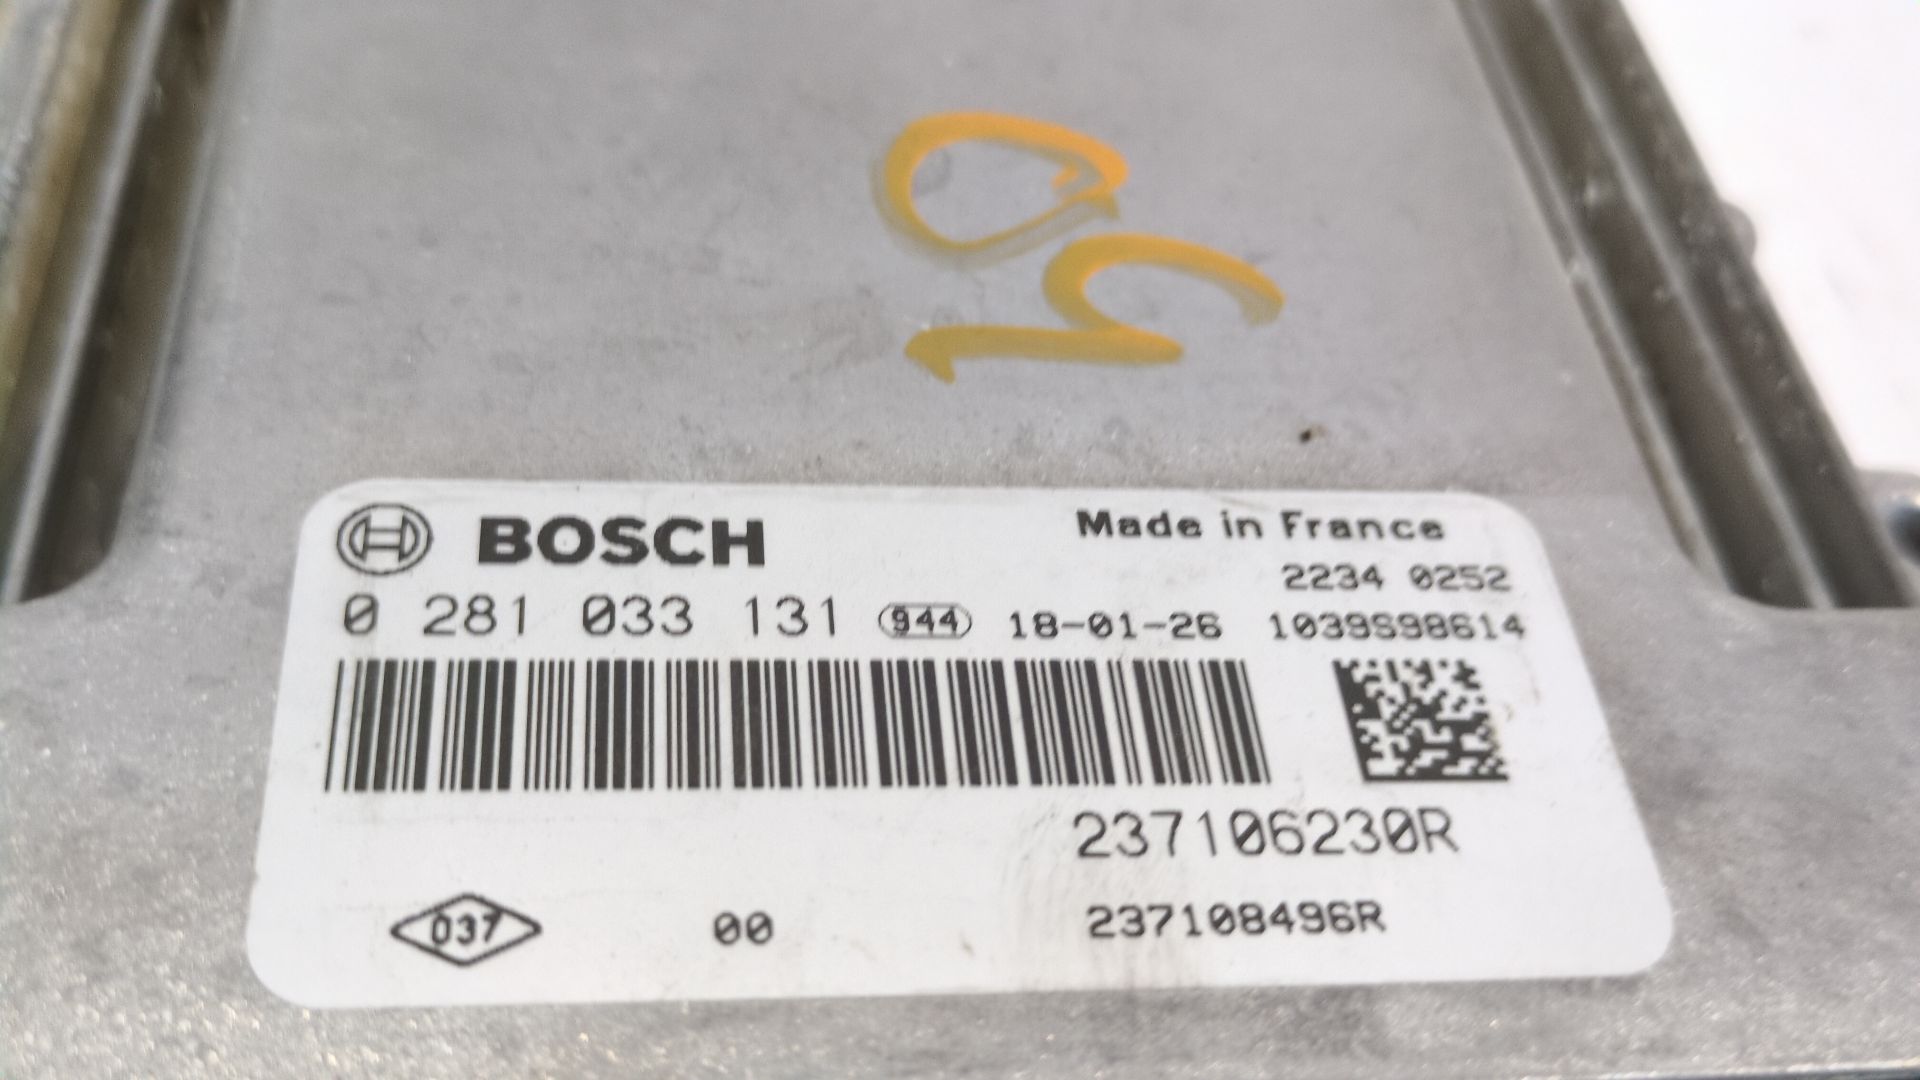 BOSCH
Made in France
2234 0252
0 281 033 131 944 18-01-26 1039S98614
237106230R
037 00 237108496R